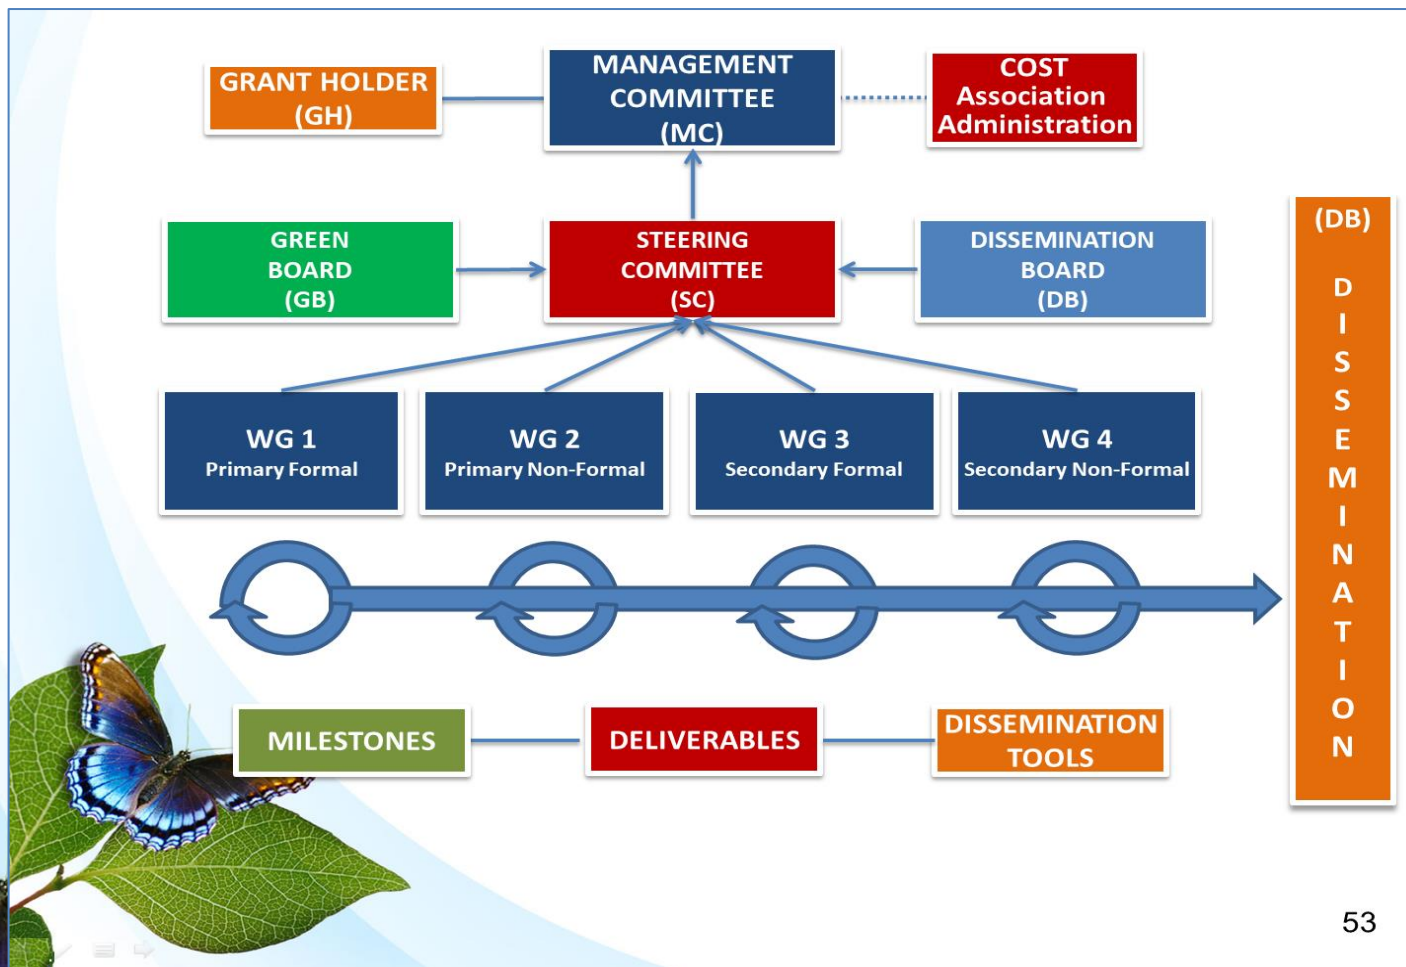 GRANT HOLDER
(GH)
MANAGEMENT
COMMITTEE
(MC)
COST
Association
Administration
GREEN
BOARD
(GB)
STEERING
COMMITTEE
(SC)
DISSEMINATION
BOARD
(DB)
WG 1
Primary Formal
WG 2
Primary Non-Formal
WG 3
Secondary Formal
WG 4
Secondary Non-Formal
(DB)
D
I
S
S
E
M
I
N
A
T
I
O
N
MILESTONES
DELIVERABLES
DISSEMINATION
TOOLS
53